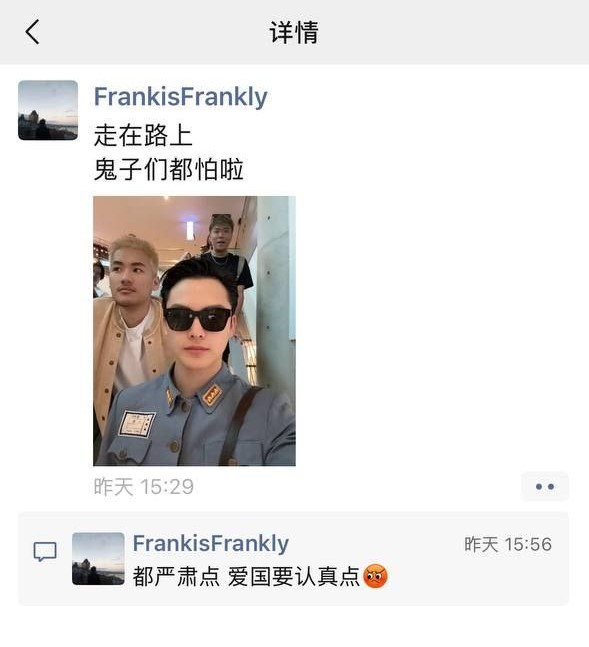 详情
FrankisFrankly
走在路上
鬼子们都怕啦
昨天 15:29
FrankisFrankly
昨天 15:56
都严肃点 爱国要认真点